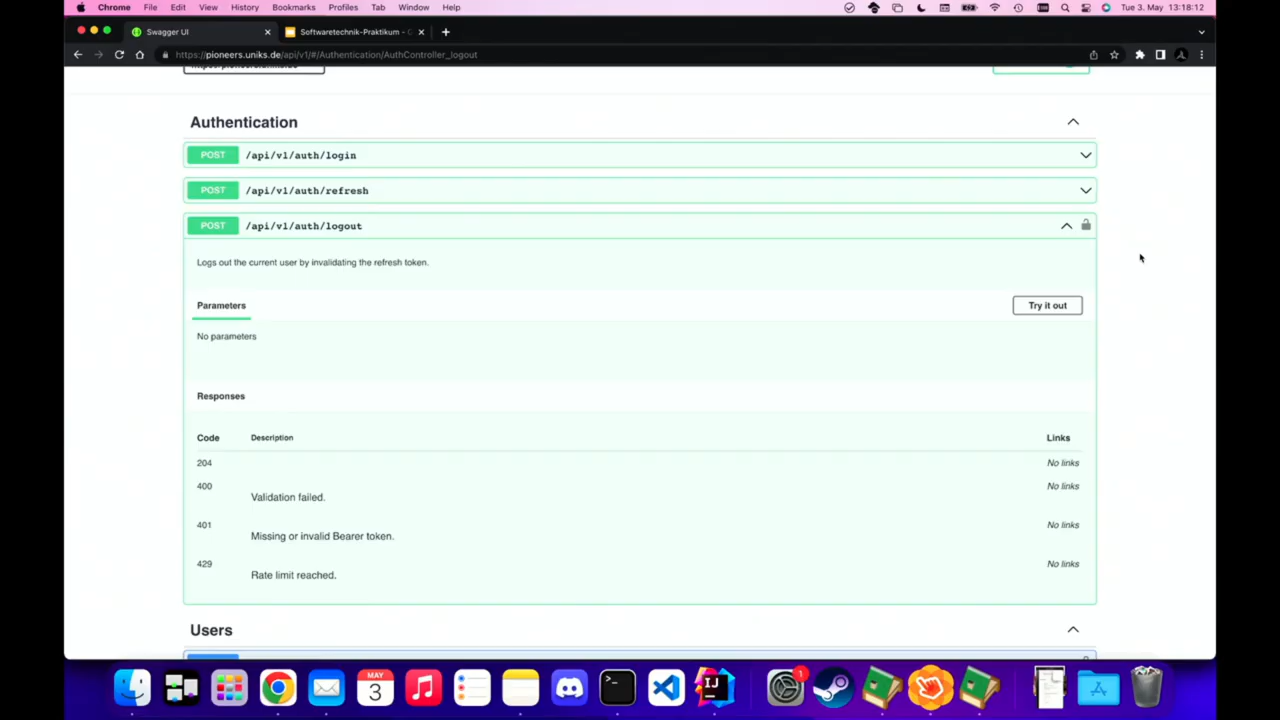 Chrome File Edit View History Bookmarks Profiles Tab Window Help Tue 3. May 13:18:12
Swagger UI
Softwaretechnik-Praktikum -
https://pioneers.uniks.de/api/v1/#/Authentication/AuthController_logout
Authentication
POST /api/v1/auth/login
POST /api/v1/auth/refresh
POST /api/v1/auth/logout
Logs out the current user by invalidating the refresh token.
Parameters
Try it out
No parameters
Responses
Code Description Links
204 No links
400 No links
Validation failed.
401 No links
Missing or invalid Bearer token.
429 No links
Rate limit reached.
Users
MAY
3
IJ
1